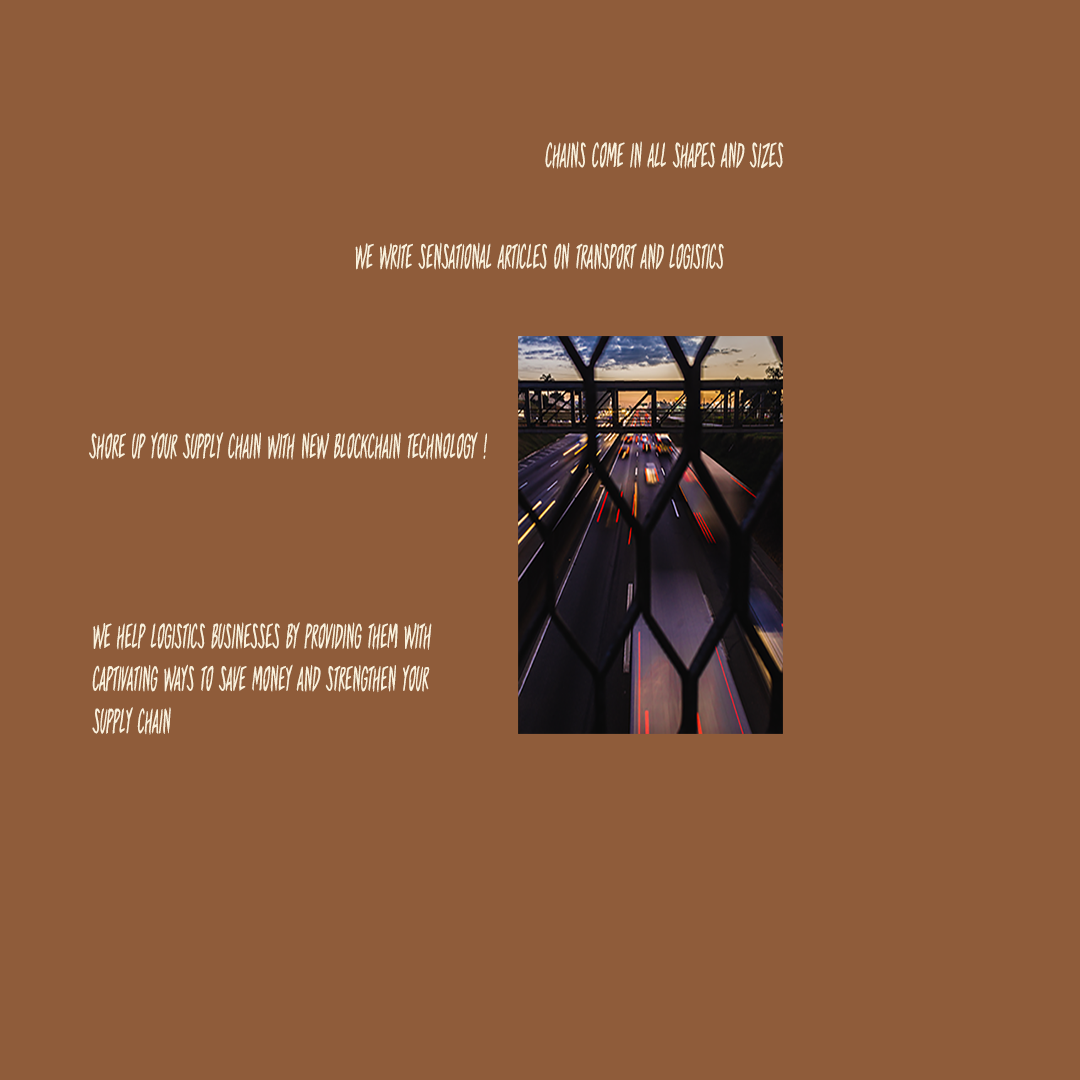 CHAINS COME IN ALL SHAPES AND SIZES
WE WRITE SENSATIONAL ARTICLES ON TRANSPORT AND LOGISTICS
SHORE UP YOUR SUPPLY CHAIN WITH NEW BLOCKCHAIN TECHNOLOGY !
WE HELP LOGISTICS BUSINESSES BY PROVIDING THEM WITH
CAPTIVATING WAYS TO SAVE MONEY AND STRENGTHEN YOUR
SUPPLY CHAIN